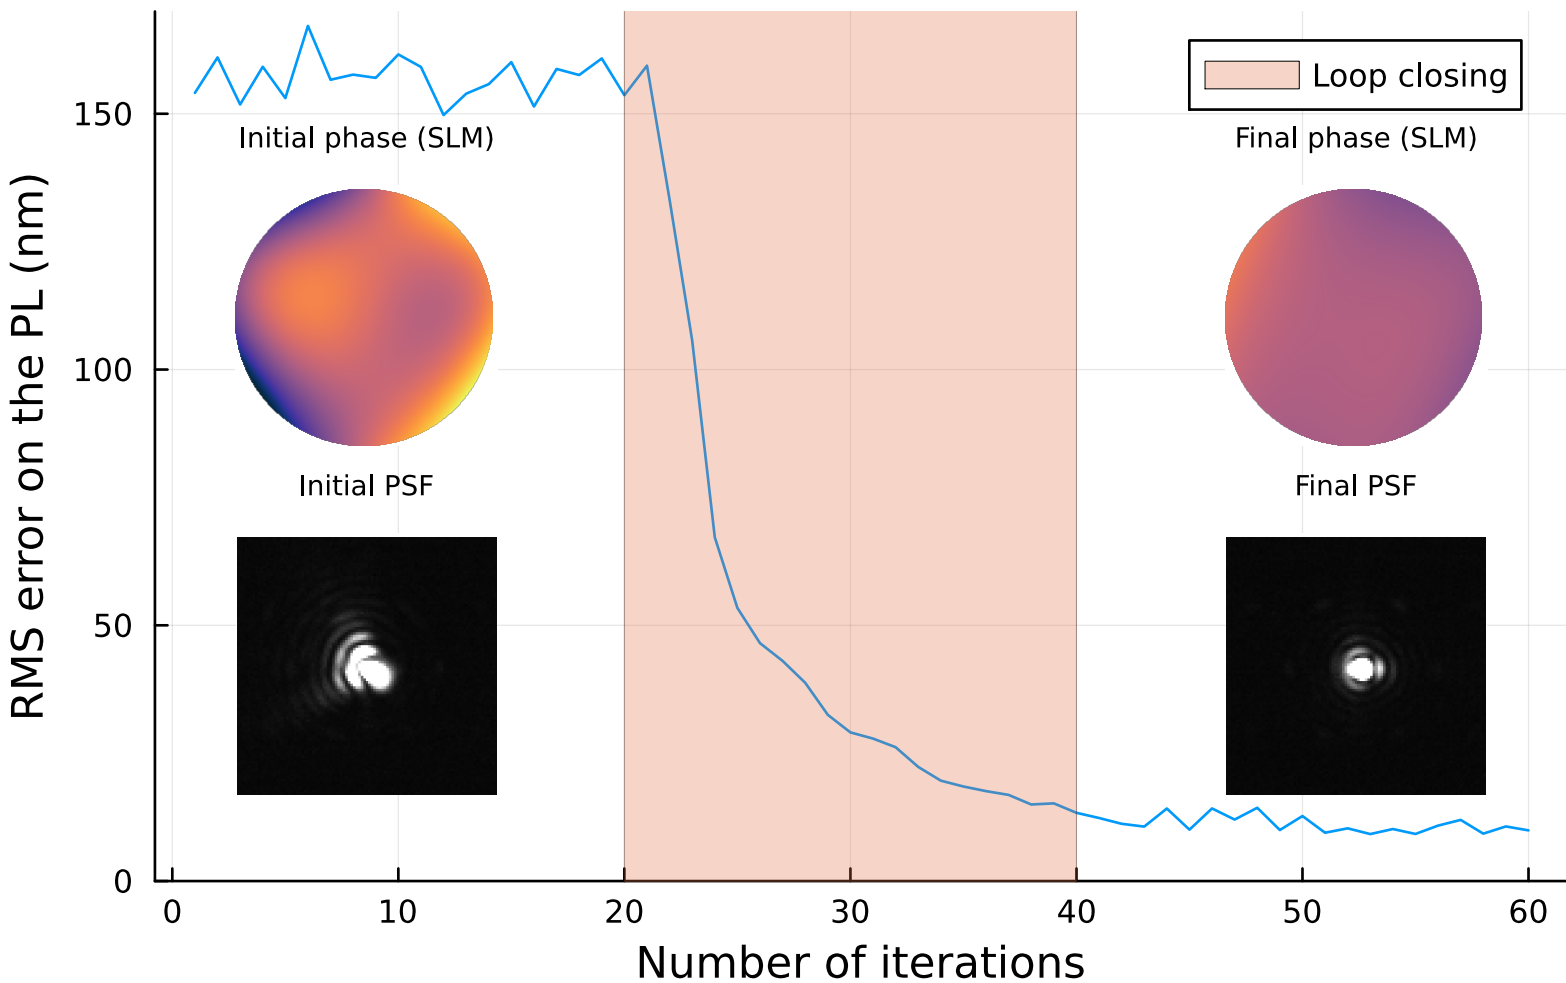 Loop closing
150
Initial phase (SLM)
Final phase (SLM)
100
Initial PSF
Final PSF
50
0
RMS error on the PL (nm)
0 10 20 30 40 50 60
Number of iterations